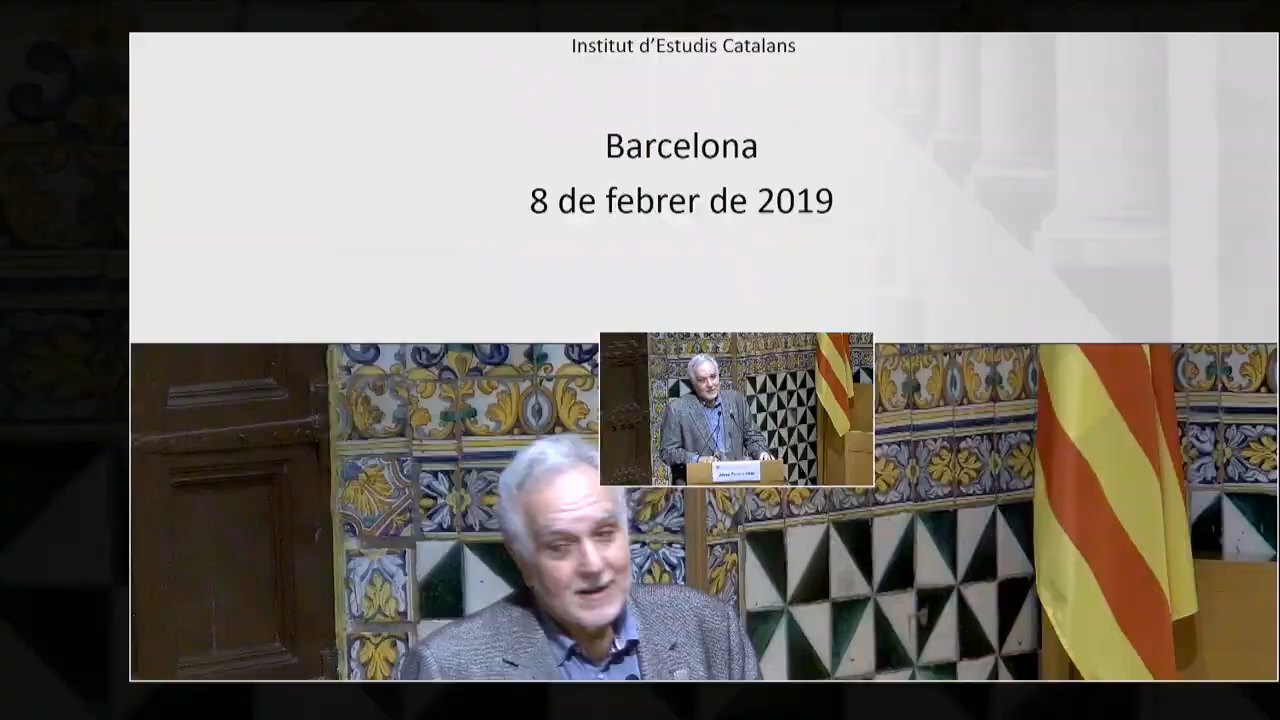 Institut d’Estudis Catalans
Barcelona
8 de febrer de 2019